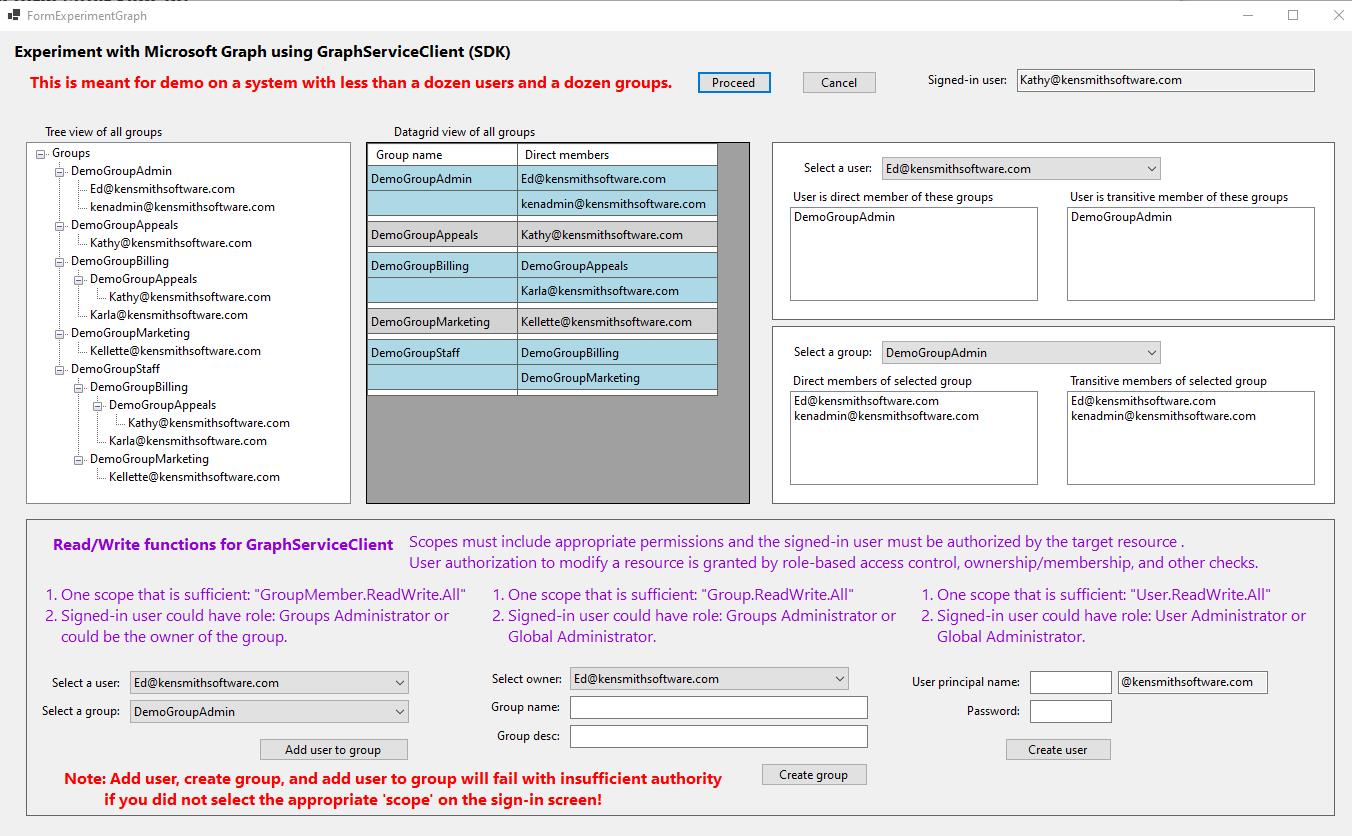 FormExperimentGraph
Experiment with Microsoft Graph using GraphServiceClient (SDK)
This is meant for demo on a system with less than a dozen users and a dozen groups.
Proceed
Cancel
Signed-in user:
Kathy@kensmithsoftware.com
Tree view of all groups
Groups
DemoGroupAdmin
Ed@kensmithsoftware.com
kenadmin@kensmithsoftware.com
DemoGroupAppeals
Kathy@kensmithsoftware.com
DemoGroupBilling
DemoGroupAppeals
Kathy@kensmithsoftware.com
Karla@kensmithsoftware.com
DemoGroupMarketing
Kellette@kensmithsoftware.com
DemoGroupStaff
DemoGroupBilling
DemoGroupAppeals
Kathy@kensmithsoftware.com
Karla@kensmithsoftware.com
DemoGroupMarketing
Kellette@kensmithsoftware.com
Datagrid view of all groups
Group name Direct members
DemoGroupAdmin Ed@kensmithsoftware.com
kenadmin@kensmithsoftware.com
DemoGroupAppeals Kathy@kensmithsoftware.com
DemoGroupBilling DemoGroupAppeals
Karla@kensmithsoftware.com
DemoGroupMarketing Kellette@kensmithsoftware.com
DemoGroupStaff DemoGroupBilling
DemoGroupMarketing
Select a user: Ed@kensmithsoftware.com
User is direct member of these groups
DemoGroupAdmin
User is transitive member of these groups
DemoGroupAdmin
Select a group: DemoGroupAdmin
Direct members of selected group
Ed@kensmithsoftware.com
kenadmin@kensmithsoftware.com
Transitive members of selected group
Ed@kensmithsoftware.com
kenadmin@kensmithsoftware.com
Read/Write functions for GraphServiceClient
Scopes must include appropriate permissions and the signed-in user must be authorized by the target resource .
User authorization to modify a resource is granted by role-based access control, ownership/membership, and other checks.
1. One scope that is sufficient: "GroupMember.ReadWrite.All"
2. Signed-in user could have role: Groups Administrator or
could be the owner of the group.
Select a user: Ed@kensmithsoftware.com
Select a group: DemoGroupAdmin
Add user to group
1. One scope that is sufficient: "Group.ReadWrite.All"
2. Signed-in user could have role: Groups Administrator or
Global Administrator.
Select owner: Ed@kensmithsoftware.com
Group name:
Group desc:
Create group
1. One scope that is sufficient: "User.ReadWrite.All"
2. Signed-in user could have role: User Administrator or
Global Administrator.
User principal name: @kensmithsoftware.com
Password:
Create user
Note: Add user, create group, and add user to group will fail with insufficient authority
if you did not select the appropriate 'scope' on the sign-in screen!